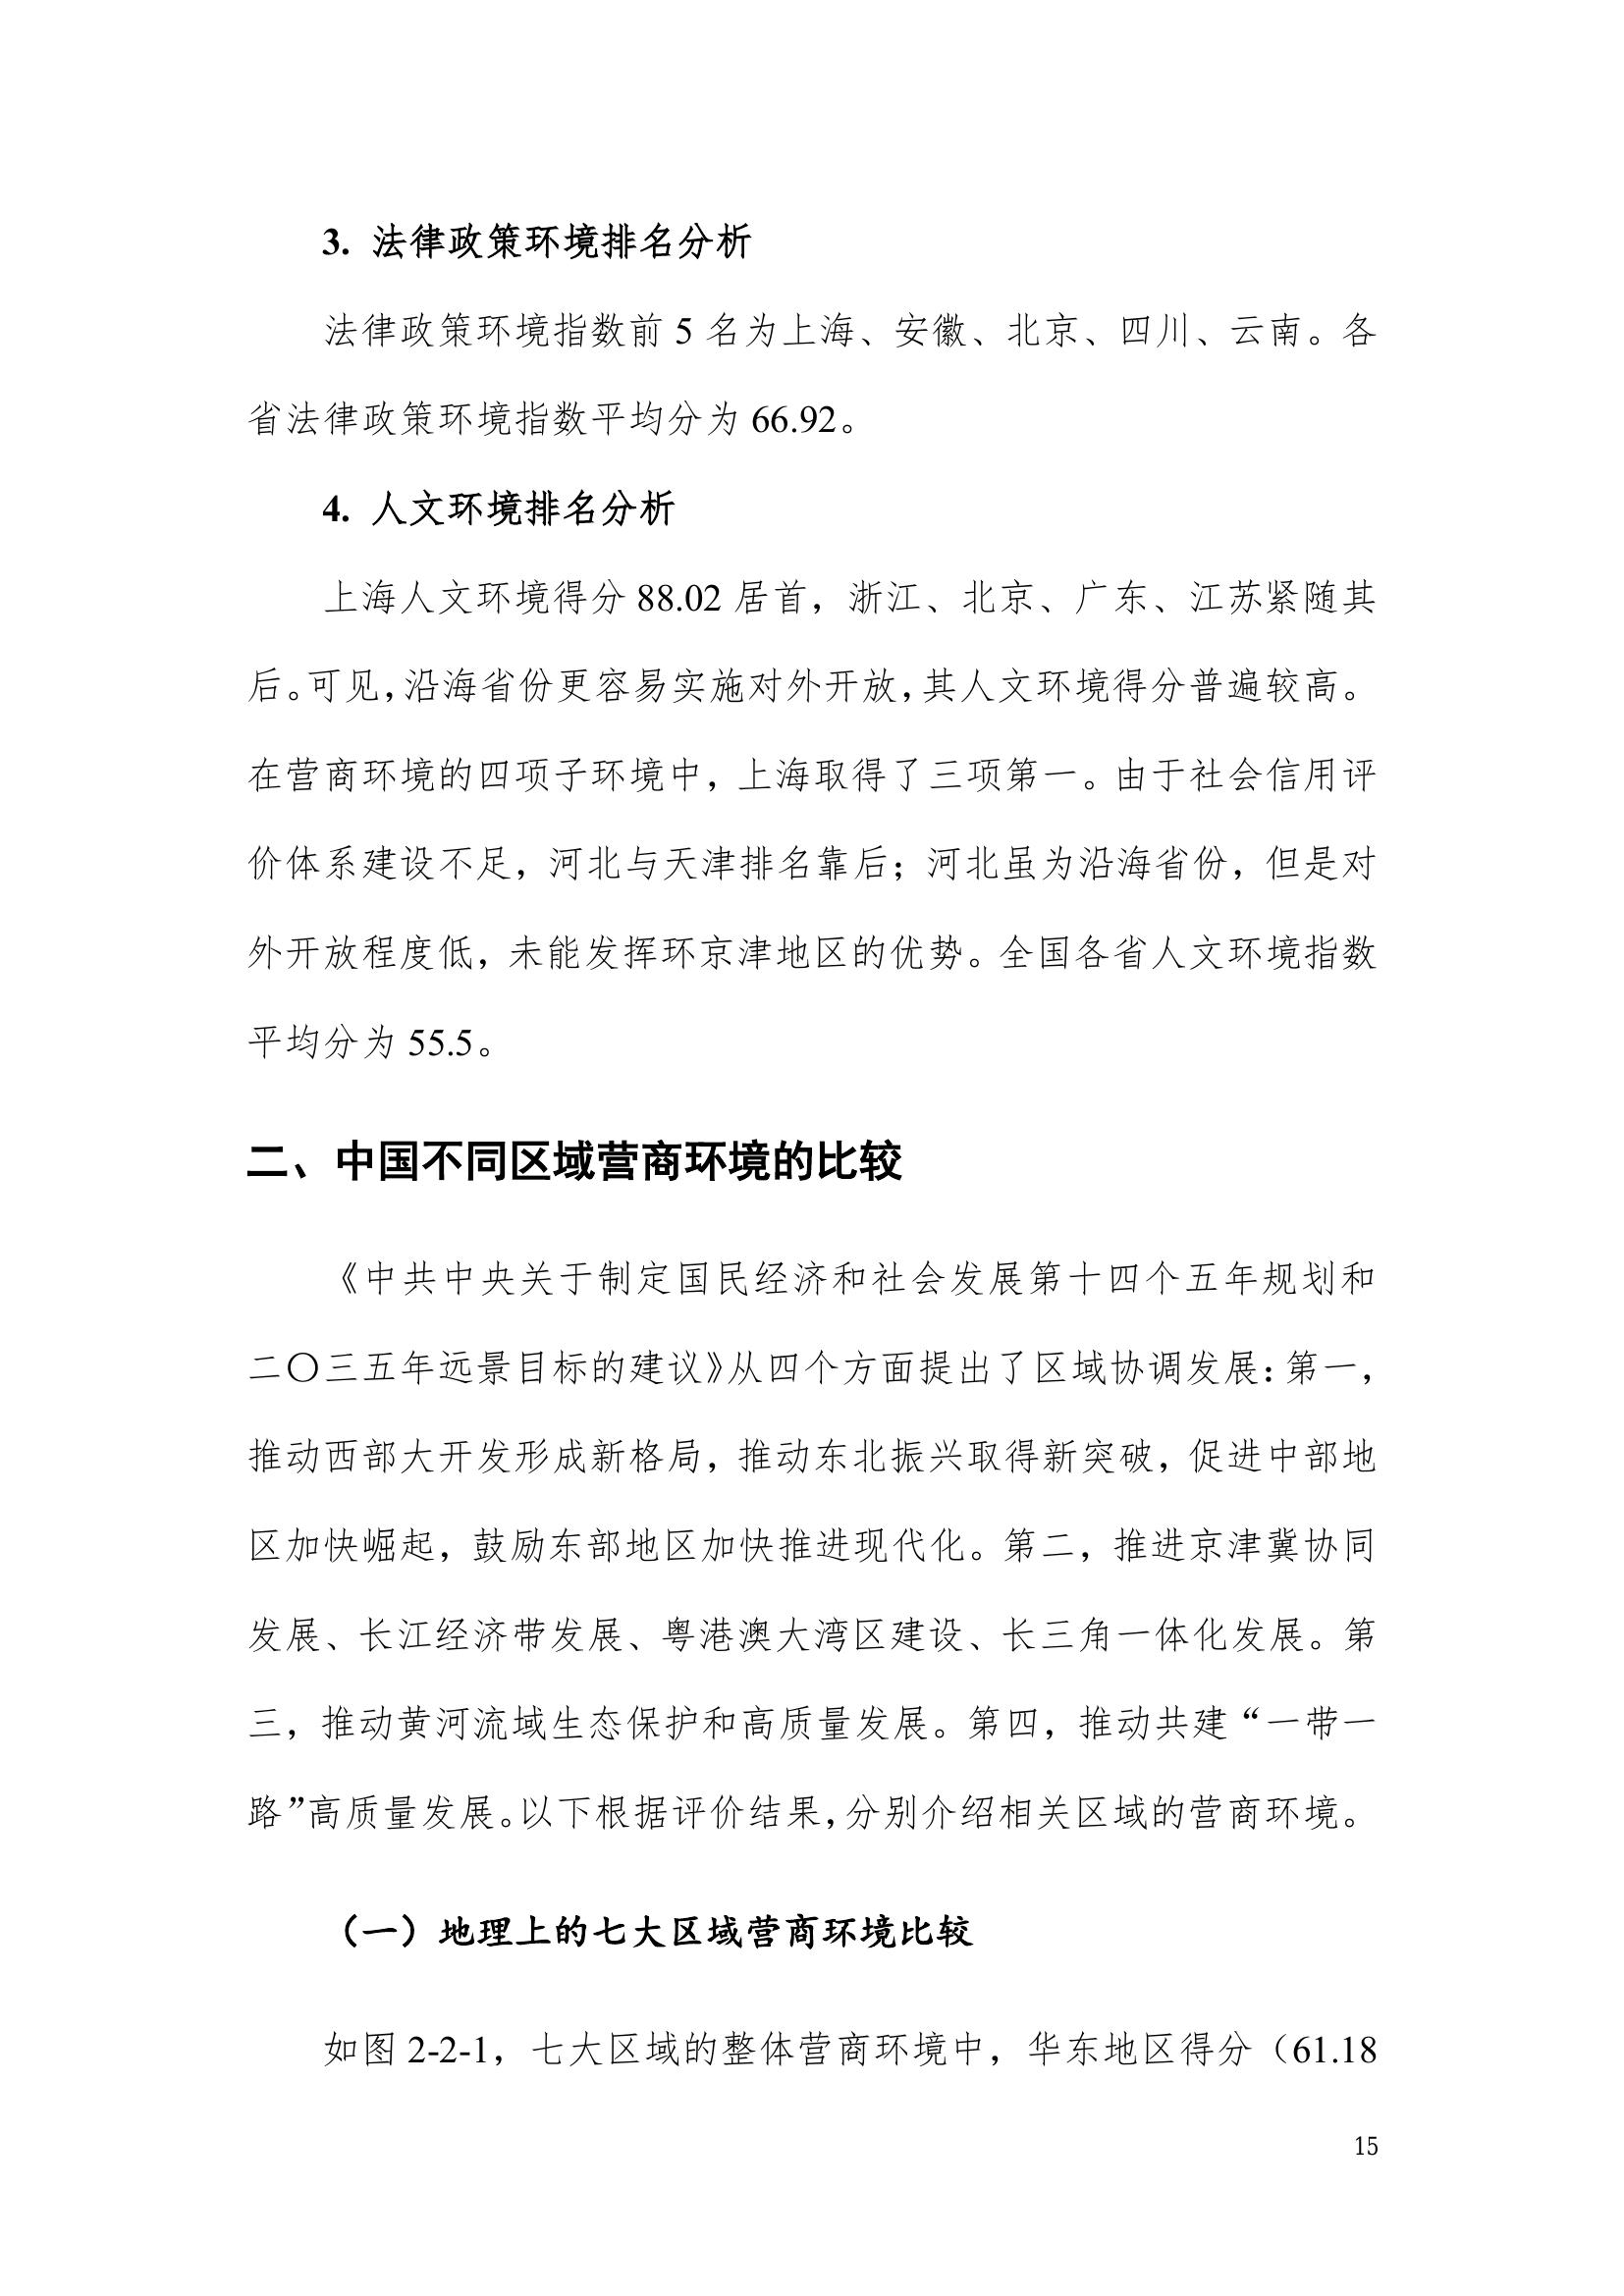 3. 法律政策环境排名分析
法律政策环境指数前 5 名为上海、安徽、北京、四川、云南。各
省法律政策环境指数平均分为 66.92。
4. 人文环境排名分析
上海人文环境得分 88.02 居首，浙江、北京、广东、江苏紧随其
后。可见，沿海省份更容易实施对外开放，其人文环境得分普遍较高。
在营商环境的四项子环境中，上海取得了三项第一。由于社会信用评
价体系建设不足，河北与天津排名靠后；河北虽为沿海省份，但是对
外开放程度低，未能发挥环京津地区的优势。全国各省人文环境指数
平均分为 55.5。
二、中国不同区域营商环境的比较
《中共中央关于制定国民经济和社会发展第十四个五年规划和
二〇三五年远景目标的建议》从四个方面提出了区域协调发展：第一，
推动西部大开发形成新格局，推动东北振兴取得新突破，促进中部地
区加快崛起，鼓励东部地区加快推进现代化。第二，推进京津冀协同
发展、长江经济带发展、粤港澳大湾区建设、长三角一体化发展。第
三，推动黄河流域生态保护和高质量发展。第四，推动共建“一带一
路”高质量发展。以下根据评价结果，分别介绍相关区域的营商环境。
（一）地理上的七大区域营商环境比较
如图 2-2-1，七大区域的整体营商环境中，华东地区得分（61.18
15